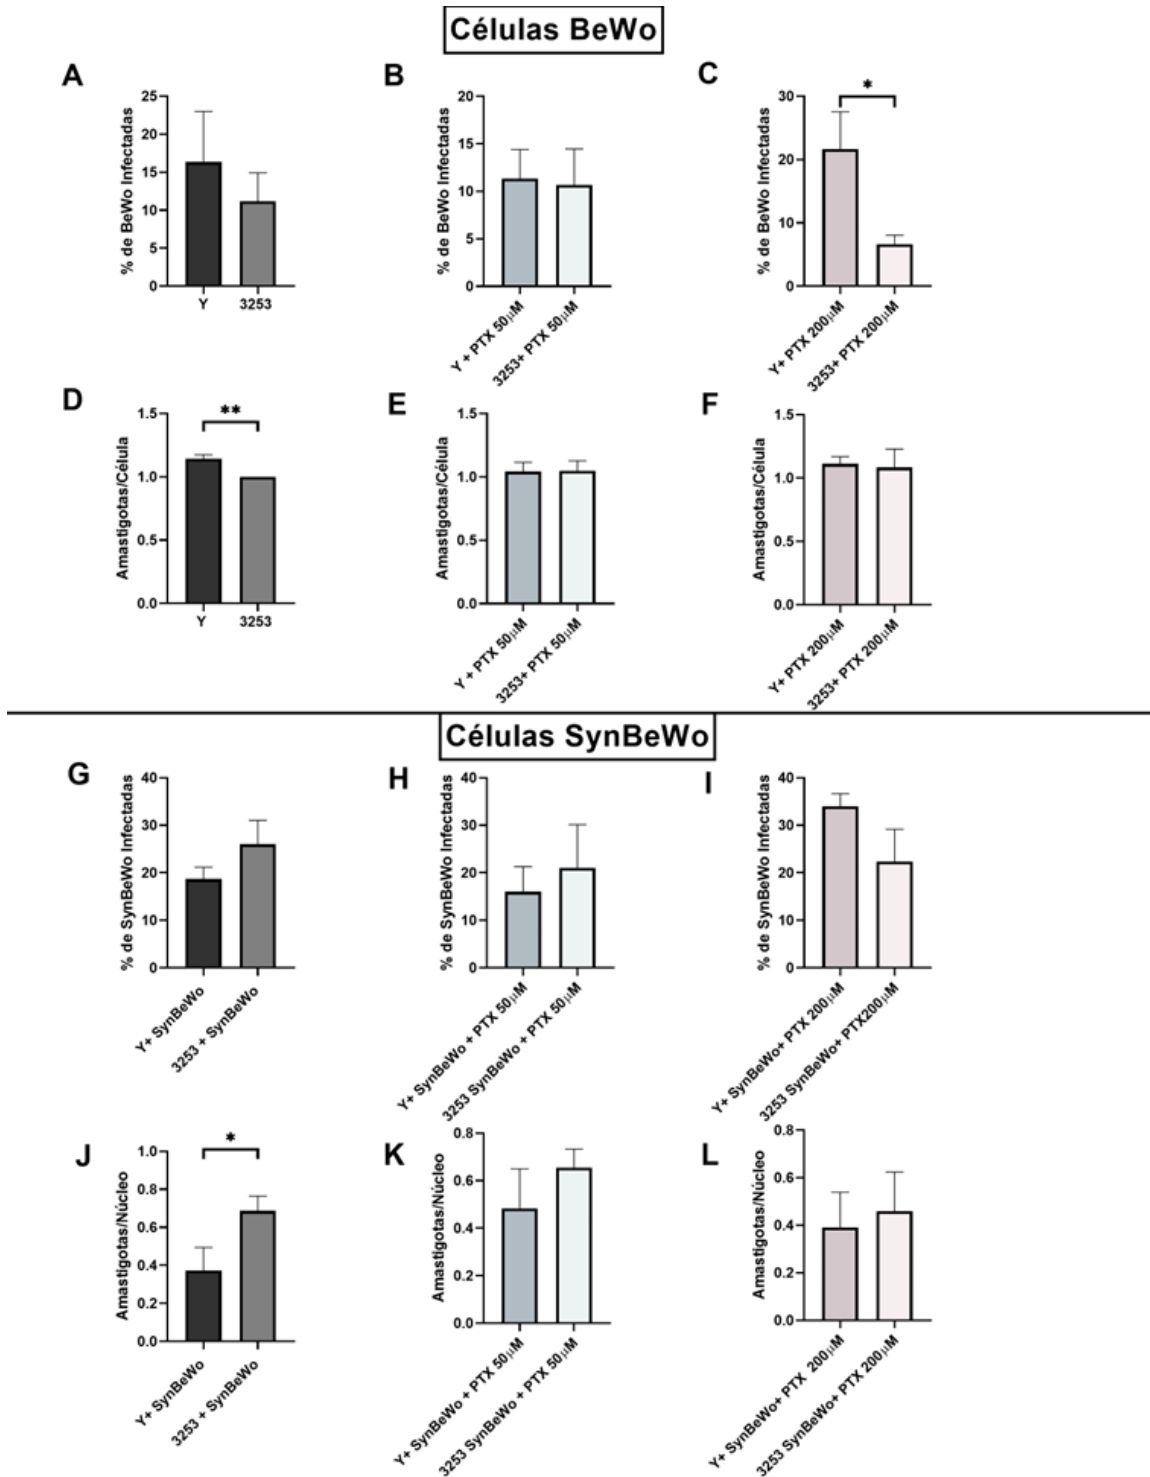 Células BeWo
A
% de BeWo Infectadas
25
20
15
10
5
0
Y
3253
B
% de BeWo Infectadas
20
15
10
5
0
Y + PTX 50µM
3253+ PTX 50µM
C
*
% de BeWo Infectadas
30
20
10
0
Y+ PTX 200µM
3253+ PTX 200µM
D
**
Amastigotas/Célula
1.5
1.0
0.5
0.0
Y
3253
E
Amastigotas/Célula
1.5
1.0
0.5
0.0
Y + PTX 50µM
3253+ PTX 50µM
F
Amastigotas/Célula
1.5
1.0
0.5
0.0
Y+ PTX 200µM
3253+ PTX 200µM
Células SynBeWo
G
% de SynBeWo Infectadas
40
30
20
10
0
Y+ SynBeWo
3253 + SynBeWo
H
% de SynBeWo Infectadas
40
30
20
10
0
Y+ SynBeWo + PTX 50µM
3253 SynBeWo + PTX 50µM
I
% de SynBeWo Infectadas
40
30
20
10
0
Y+ SynBeWo+ PTX 200µM
3253 SynBeWo + PTX200µM
J
*
Amastigotas/Núcleo
1.0
0.8
0.6
0.4
0.2
0.0
Y+ SynBeWo
3253 + SynBeWo
K
Amastigotas/Núcleo
0.8
0.6
0.4
0.2
0.0
Y+ SynBeWo + PTX 50µM
3253 SynBeWo + PTX 50µM
L
Amastigotas/Núcleo
0.8
0.6
0.4
0.2
0.0
Y+ SynBeWo+ PTX 200µM
3253 SynBeWo+ PTX 200µM